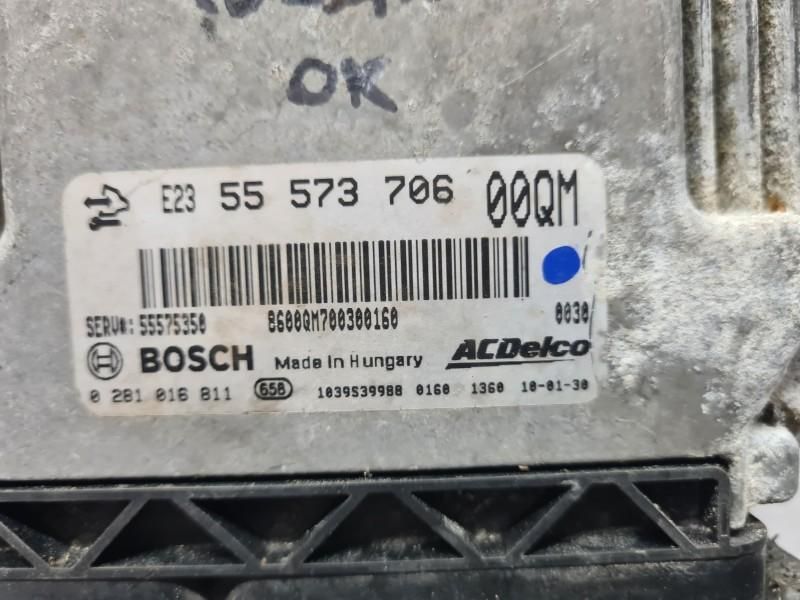 OK
E23 55 573 706 00QM
SERV#: 55575350 8600QM700300160 0030
BOSCH Made in Hungary ACDelco
0 281 016 811 658 1039S39988 0160 1360 10-01-30